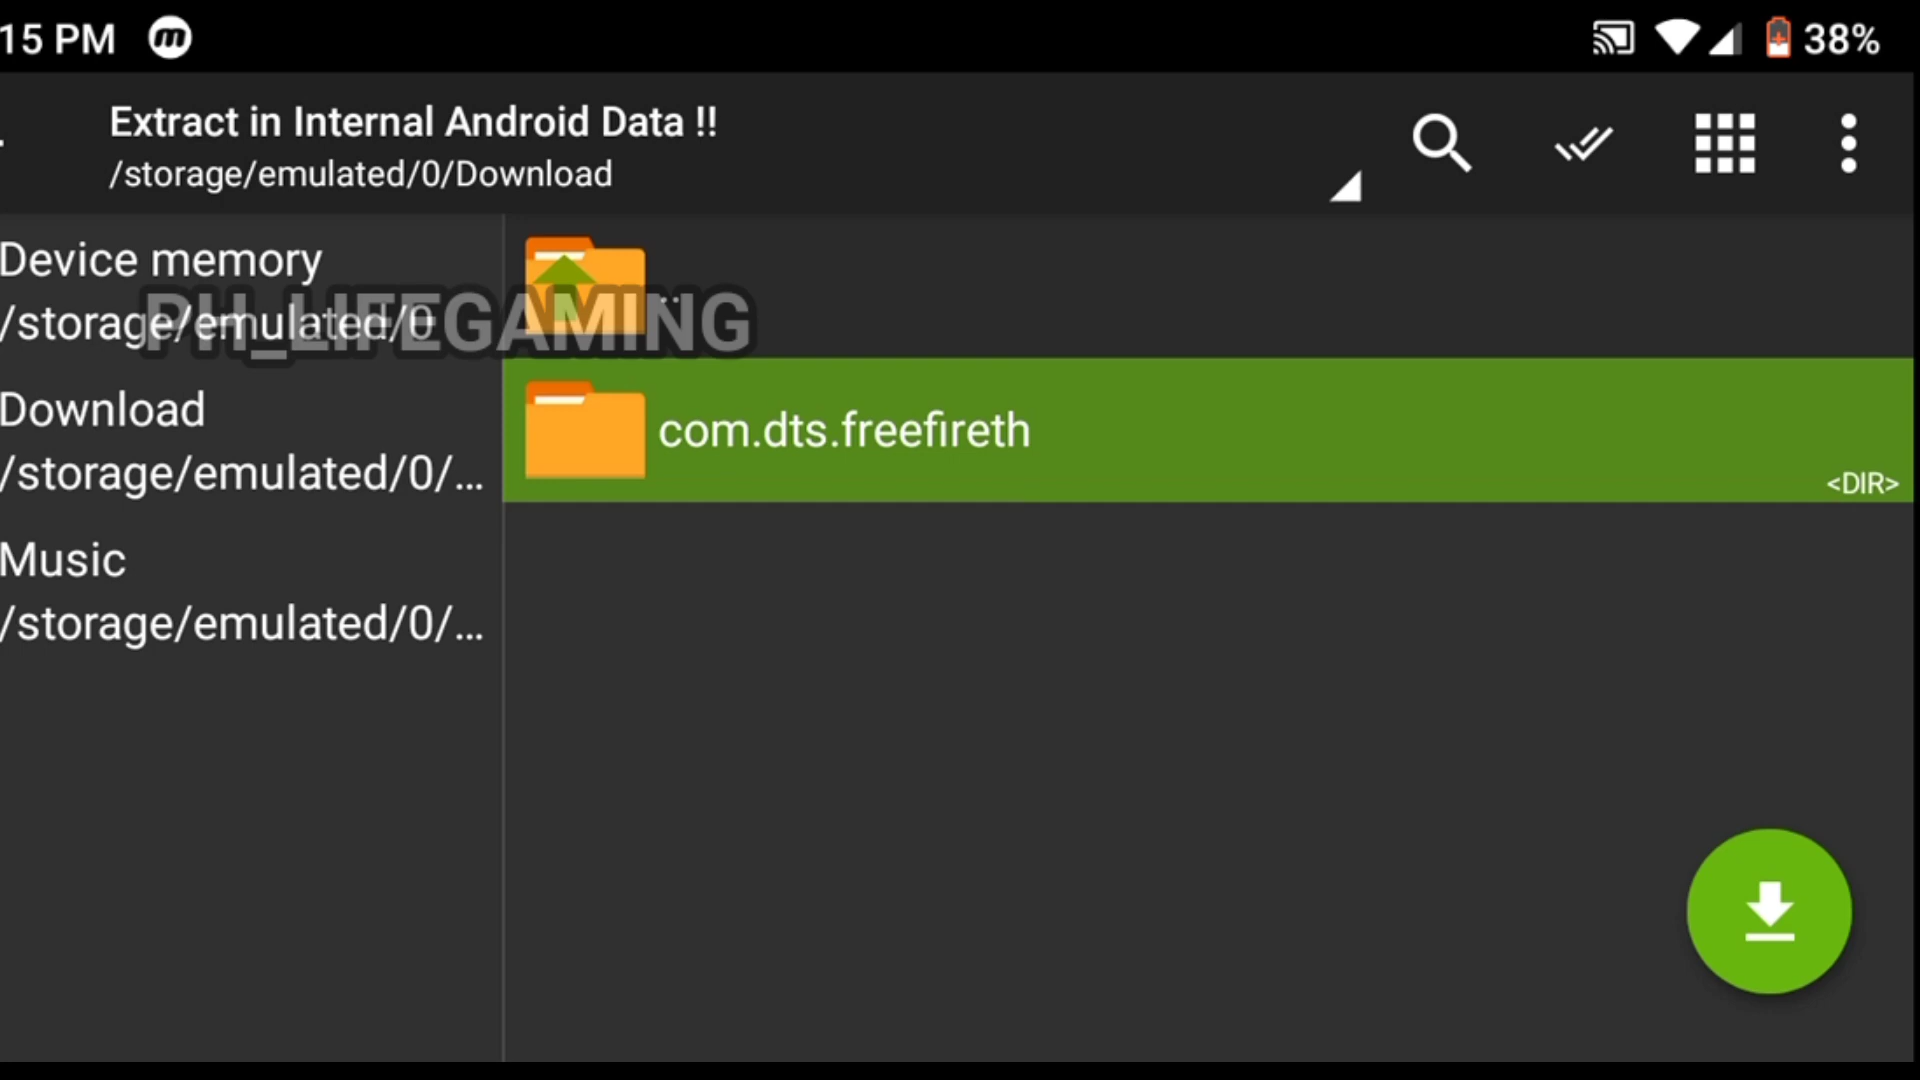 15 PM 38%
Extract in Internal Android Data !!
/storage/emulated/0/Download
Device memory
/storage/emulated/0
..
PH_LIFEGAMING
Download
/storage/emulated/0/...
com.dts.freefireth
<DIR>
Music
/storage/emulated/0/...